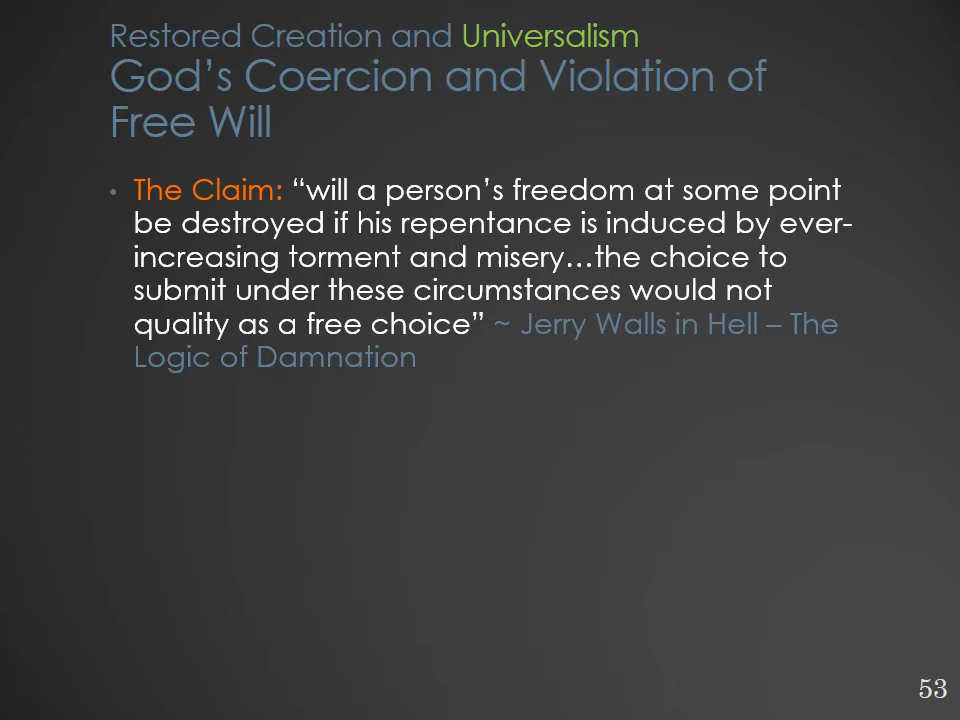 Restored Creation and Universalism
God’s Coercion and Violation of
Free Will
• The Claim: “will a person’s freedom at some point
be destroyed if his repentance is induced by ever-
increasing torment and misery…the choice to
submit under these circumstances would not
quality as a free choice” ~ Jerry Walls in Hell – The
Logic of Damnation
53